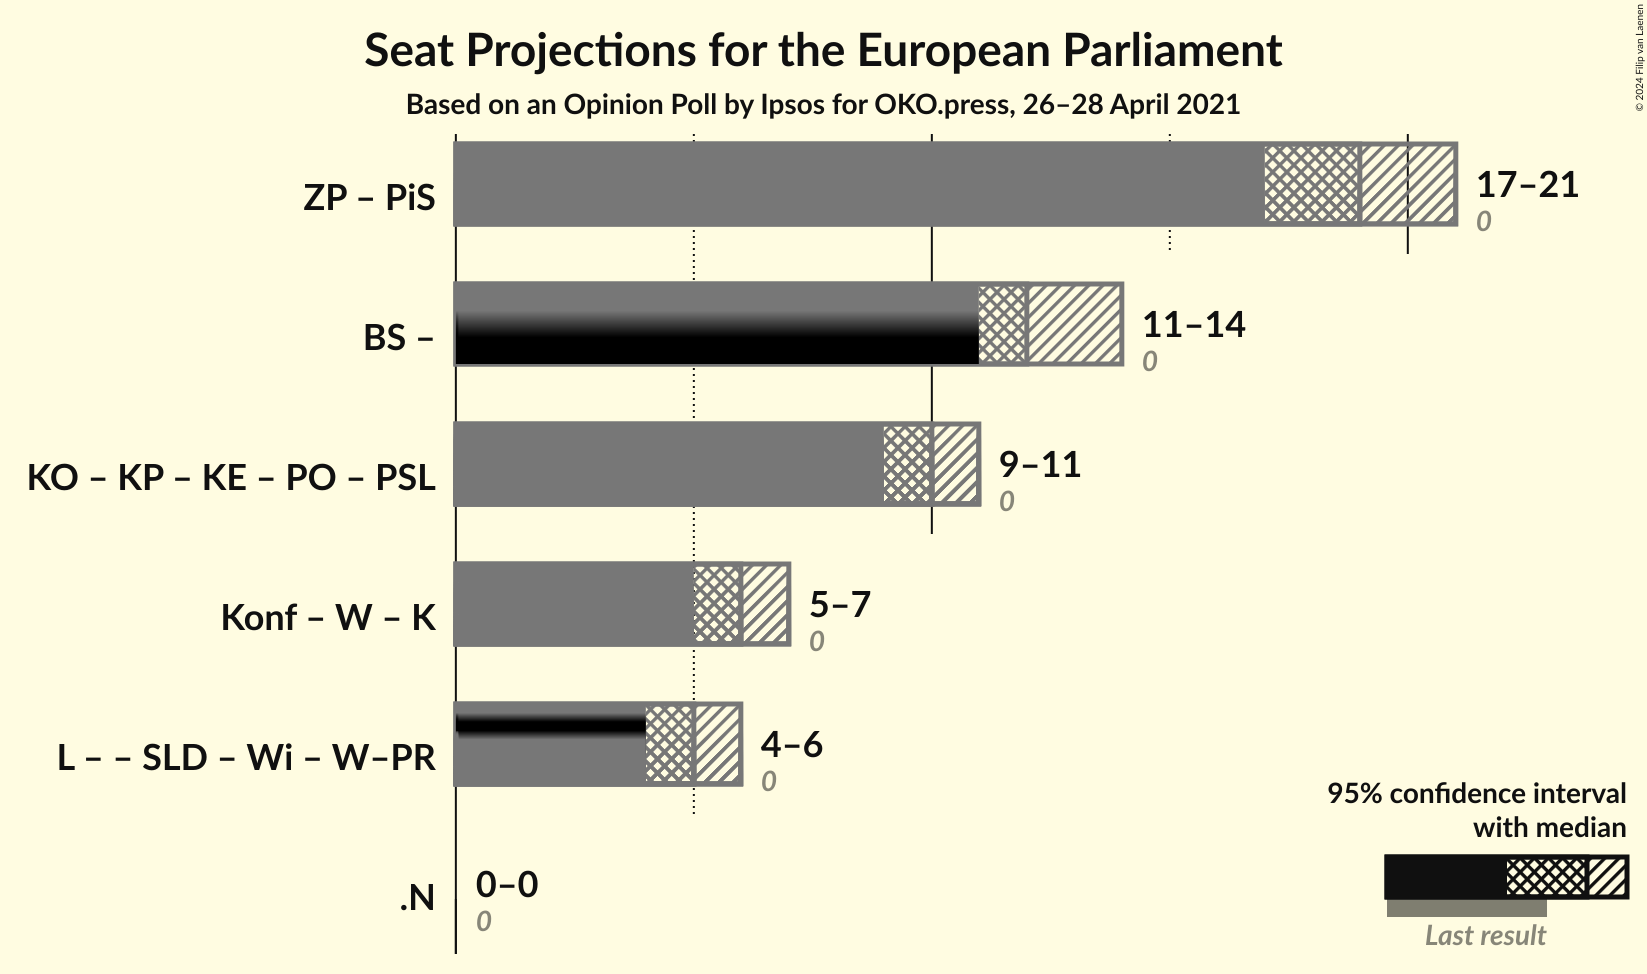 Seat Projections for the European Parliament
Based on an Opinion Poll by Ipsos for OKO.press, 26–28 April 2021
© 2024 Filip van Laenen
ZP – PiS
17–21
0
BS –
11–14
0
KO – KP – KE – PO – PSL
9–11
0
Konf – W – K
5–7
0
L – – SLD – Wi – W–PR
4–6
0
.N
0–0
0
95% confidence interval
with median
Last result